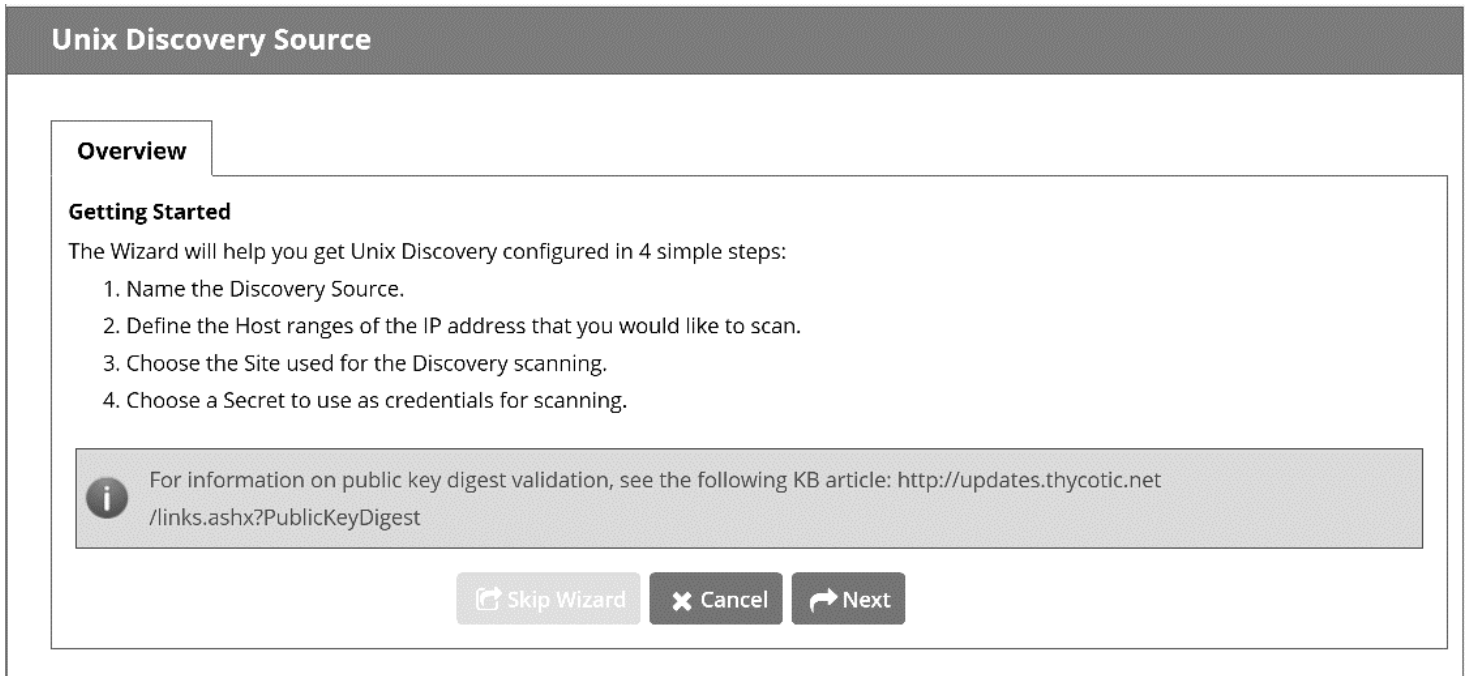 Unix Discovery Source
Overview
Getting Started
The Wizard will help you get Unix Discovery configured in 4 simple steps:
1. Name the Discovery Source.
2. Define the Host ranges of the IP address that you would like to scan.
3. Choose the Site used for the Discovery scanning.
4. Choose a Secret to use as credentials for scanning.
For information on public key digest validation, see the following KB article: http://updates.thycotic.net
/links.ashx?PublicKeyDigest
Skip Wizard Cancel Next